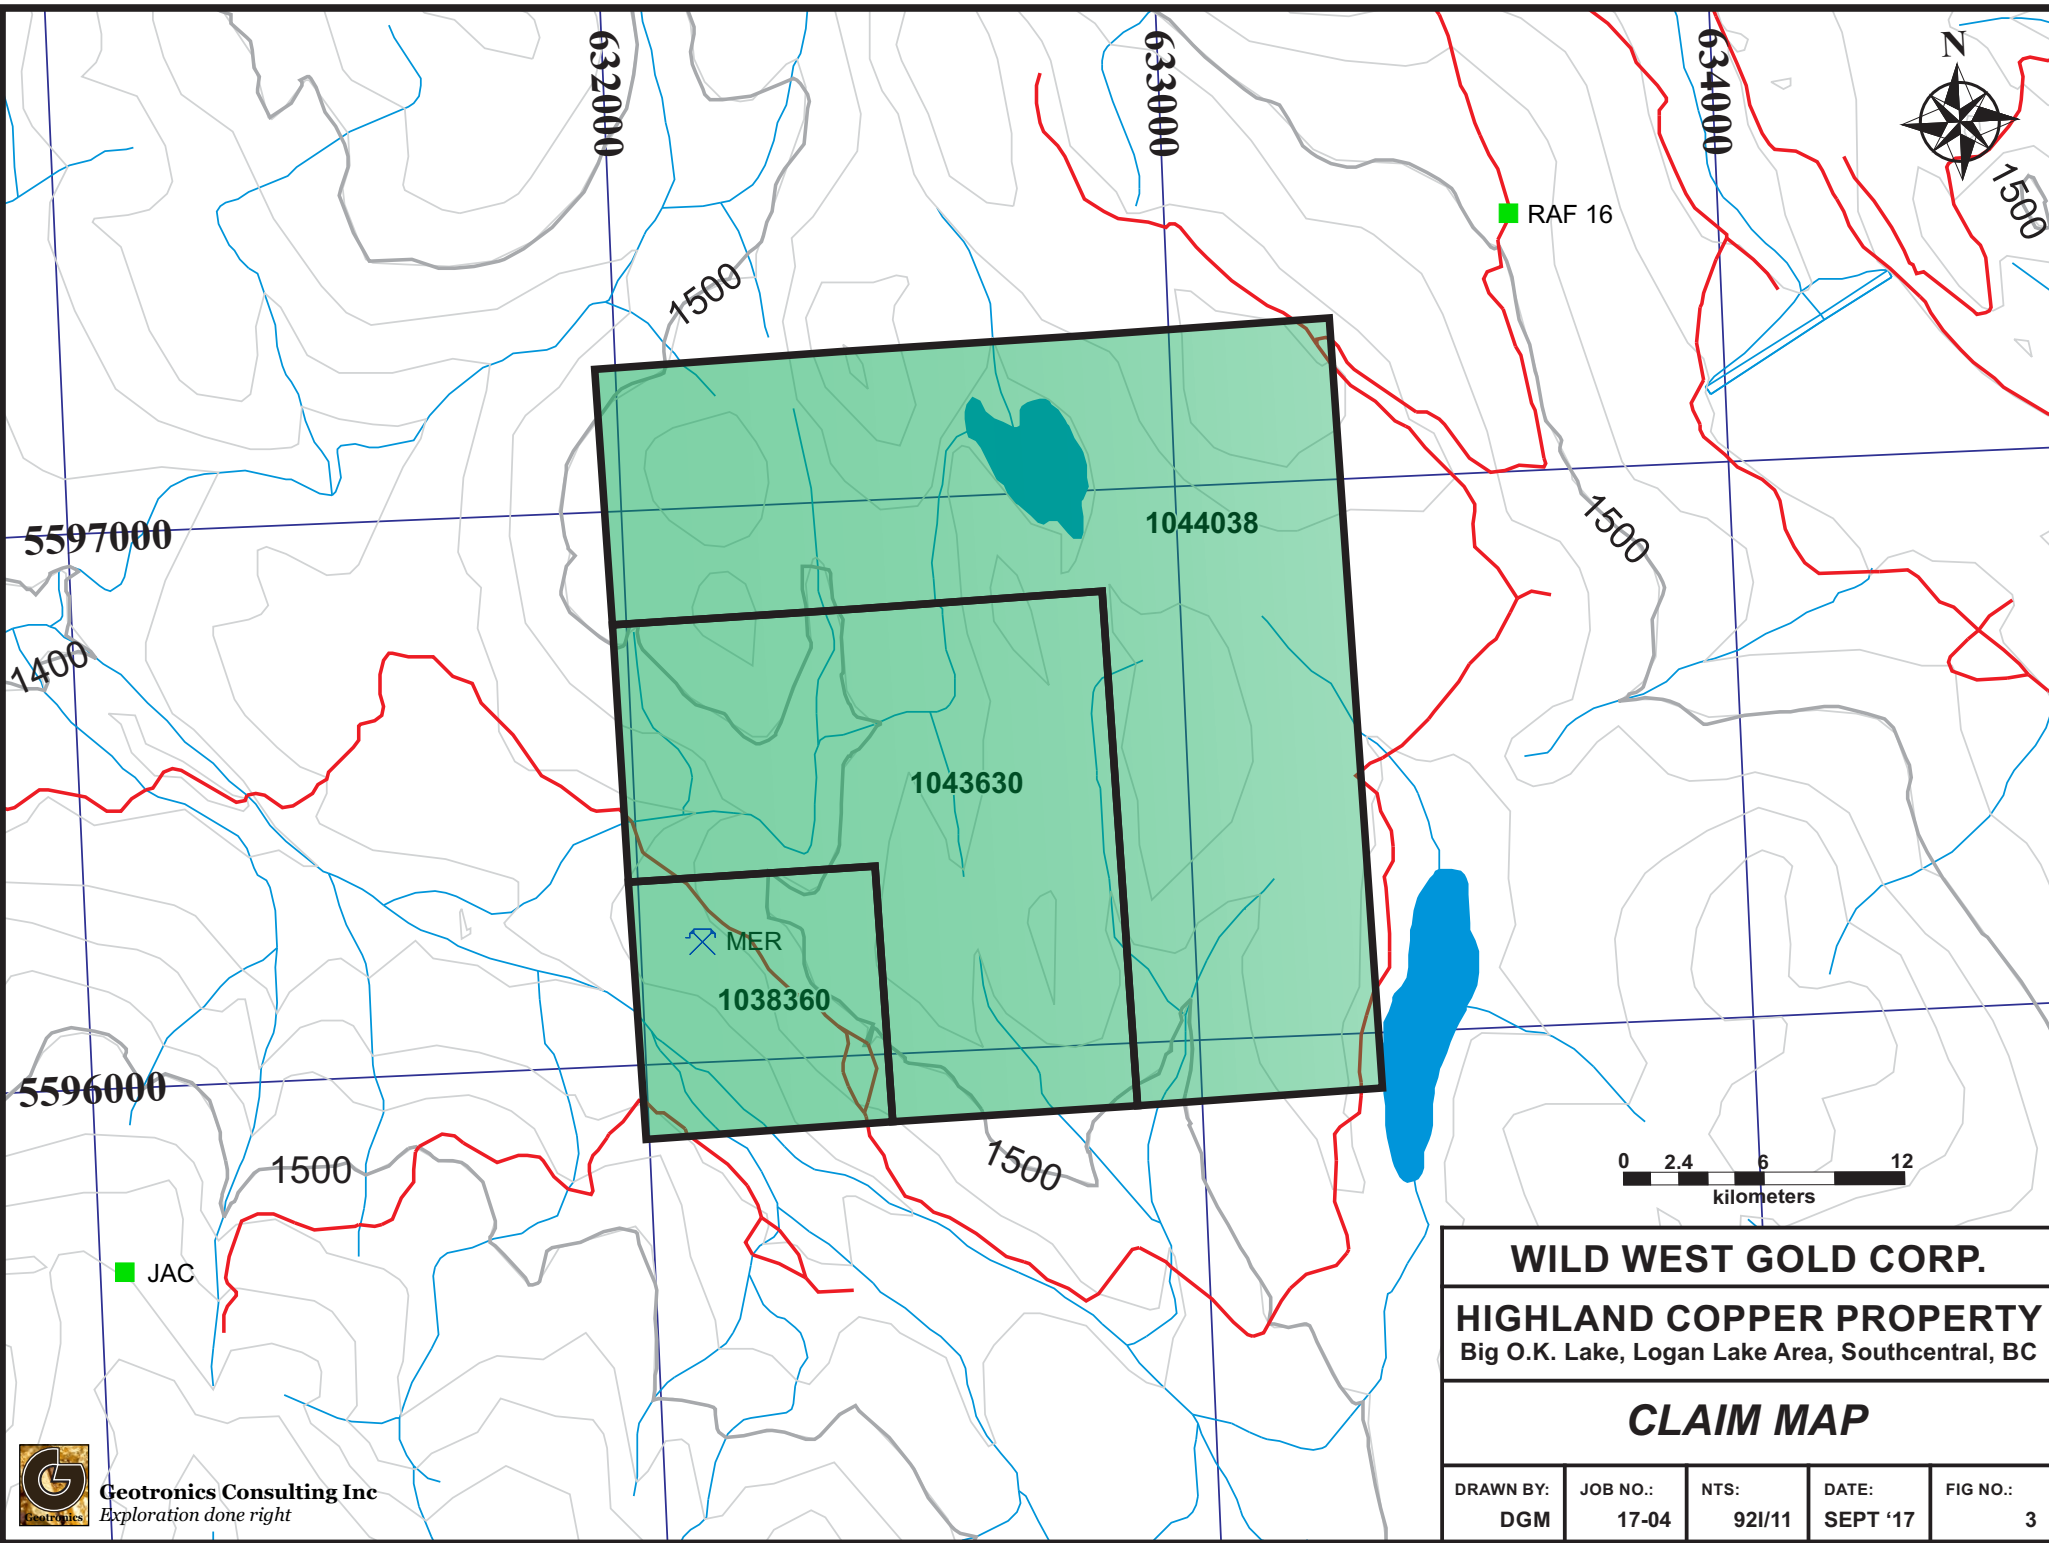 632000
633000
634000
N
1500
RAF 16
1500
1500
5597000
1044038
1400
1043630
MER
1038360
5596000
1500
1500
0 2.4 6 12
kilometers
JAC
WILD WEST GOLD CORP.
HIGHLAND COPPER PROPERTY
Big O.K. Lake, Logan Lake Area, Southcentral, BC
CLAIM MAP
DRAWN BY: JOB NO.: NTS: DATE: FIG NO.:
DGM 17-04 92I/11 SEPT ‘17 3
Geotronics
Geotronics Consulting Inc
Exploration done right